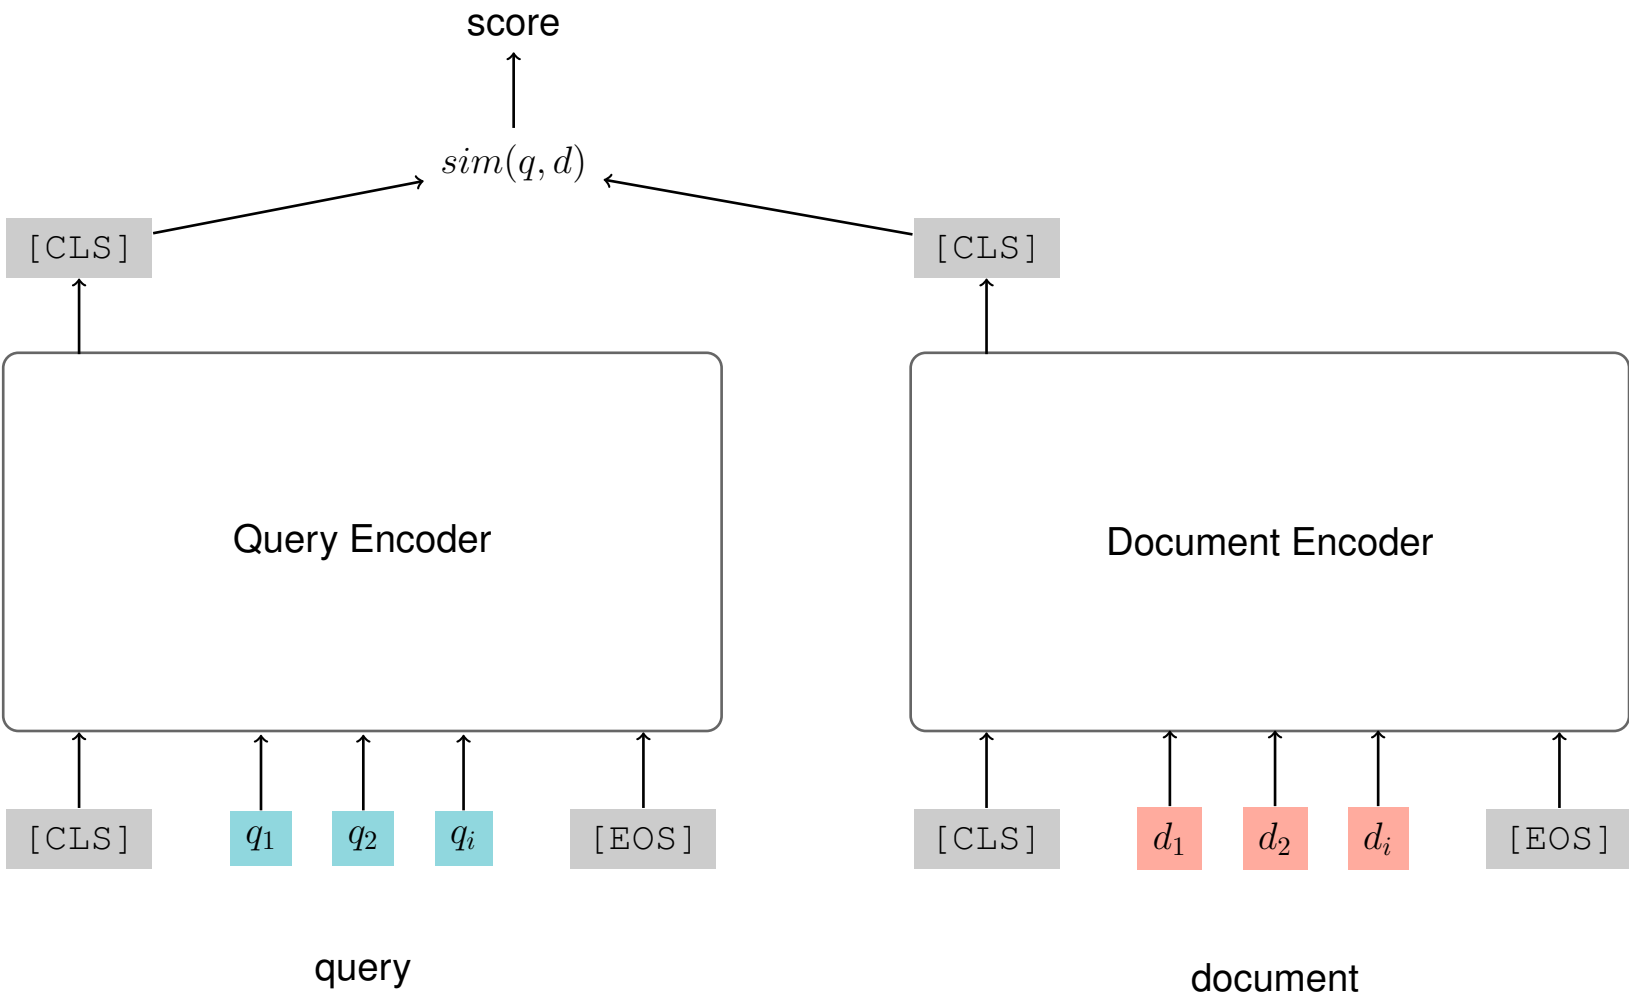 score
sim(q, d)
[CLS] [CLS]
Query Encoder Document Encoder
[CLS] q₁ q₂ qᵢ [EOS] [CLS] d₁ d₂ dᵢ [EOS]
query document